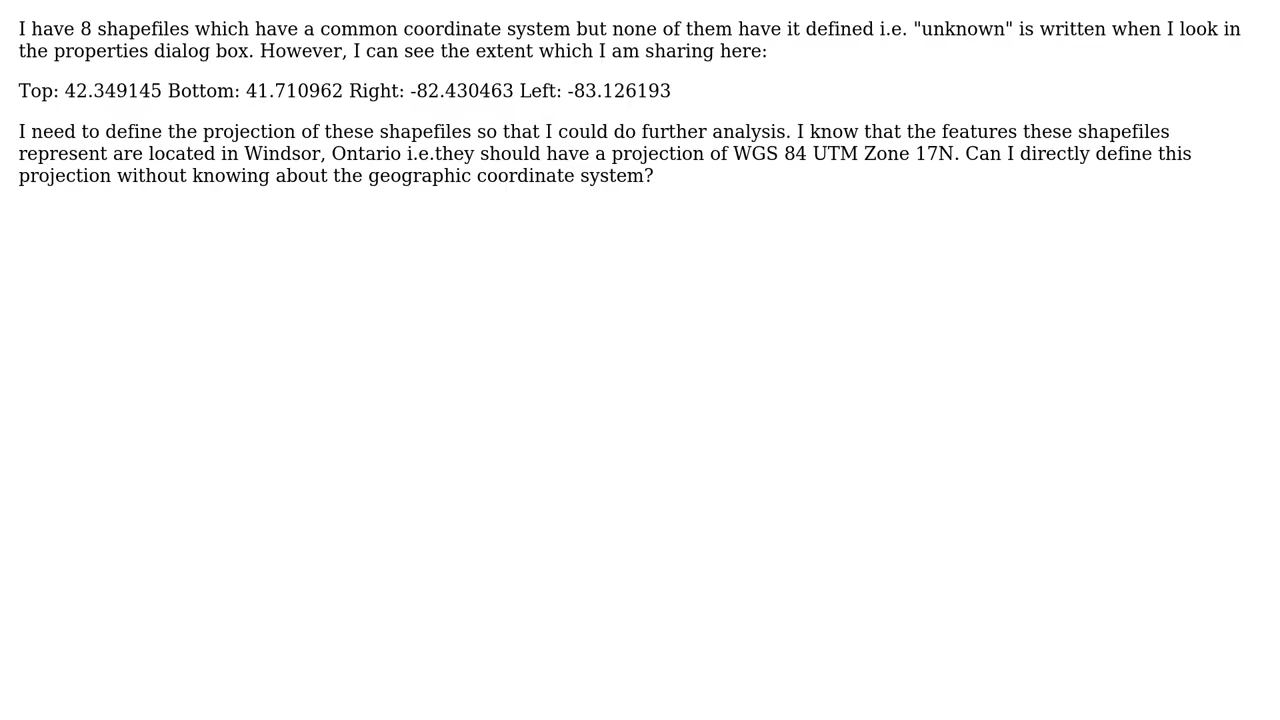 I have 8 shapefiles which have a common coordinate system but none of them have it defined i.e. "unknown" is written when I look in
the properties dialog box. However, I can see the extent which I am sharing here:
Top: 42.349145 Bottom: 41.710962 Right: -82.430463 Left: -83.126193
I need to define the projection of these shapefiles so that I could do further analysis. I know that the features these shapefiles
represent are located in Windsor, Ontario i.e.they should have a projection of WGS 84 UTM Zone 17N. Can I directly define this
projection without knowing about the geographic coordinate system?